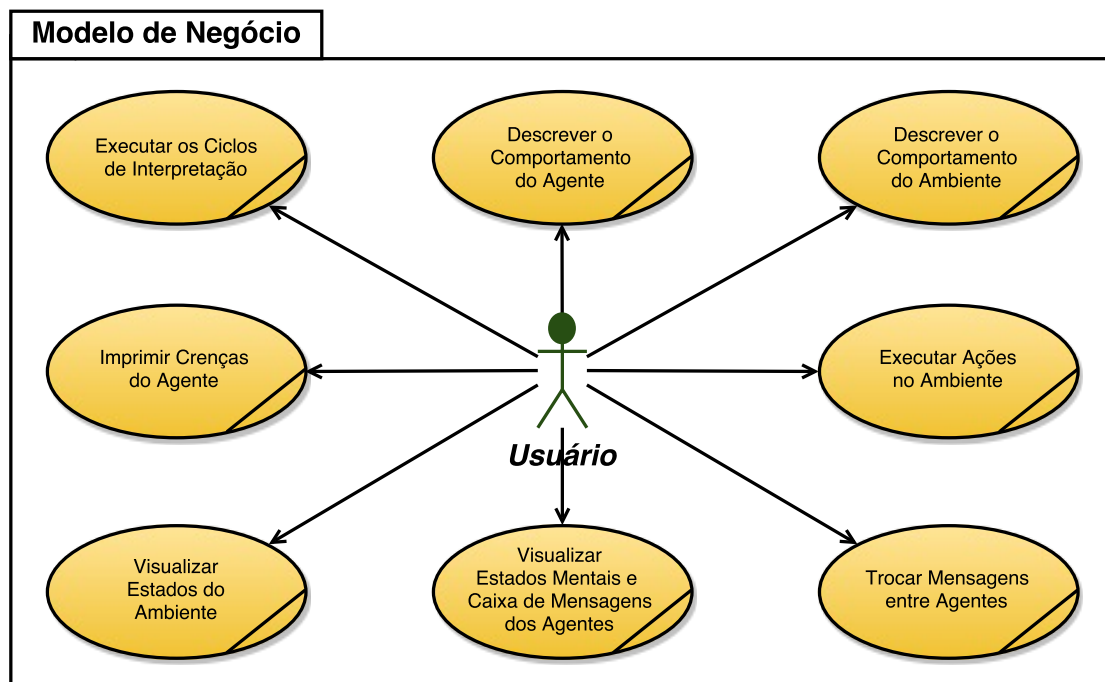 Modelo de Negócio
Executar os Ciclos
de Interpretação
Descrever o
Comportamento
do Agente
Descrever o
Comportamento
do Ambiente
Imprimir Crenças
do Agente
Executar Ações
no Ambiente
Usuário
Visualizar
Estados do
Ambiente
Visualizar
Estados Mentais e
Caixa de Mensagens
dos Agentes
Trocar Mensagens
entre Agentes